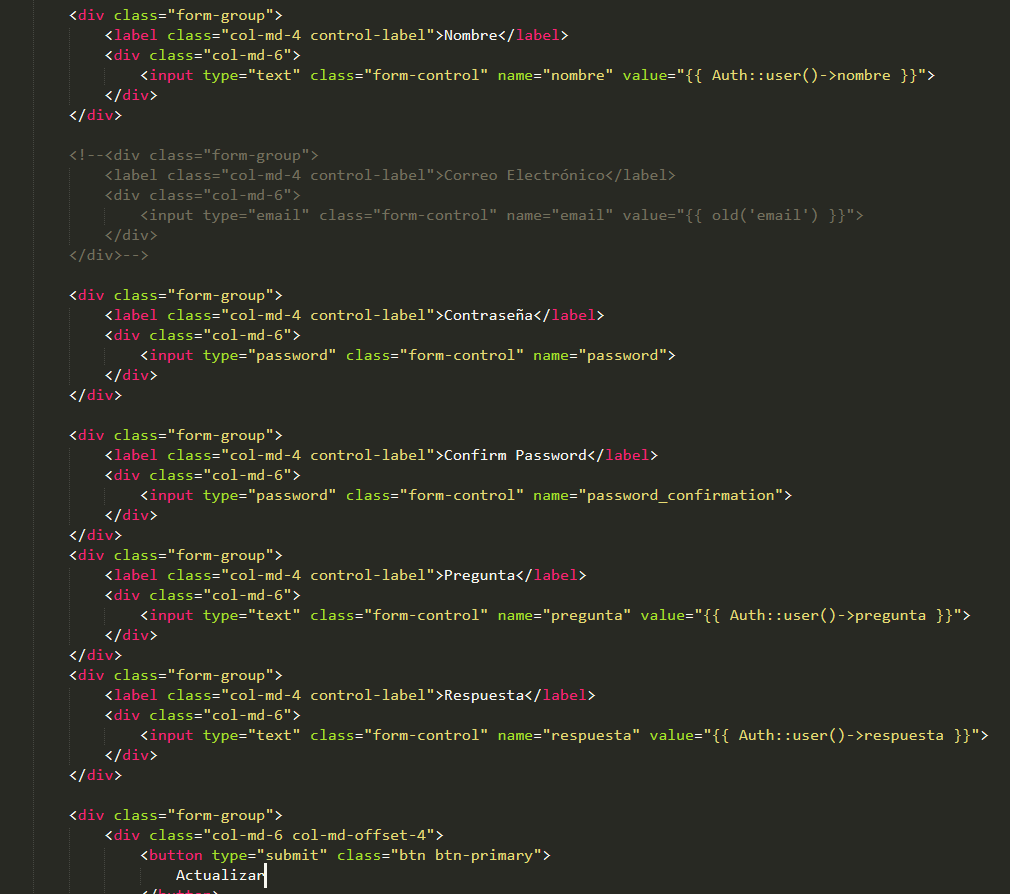 <div class="form-group">
<label class="col-md-4 control-label">Nombre</label>
<div class="col-md-6">
<input type="text" class="form-control" name="nombre" value="{{ Auth::user()->nombre }}">
</div>
</div>
<!--<div class="form-group">
<label class="col-md-4 control-label">Correo Electrónico</label>
<div class="col-md-6">
<input type="email" class="form-control" name="email" value="{{ old('email') }}">
</div>
</div>-->
<div class="form-group">
<label class="col-md-4 control-label">Contraseña</label>
<div class="col-md-6">
<input type="password" class="form-control" name="password">
</div>
</div>
<div class="form-group">
<label class="col-md-4 control-label">Confirm Password</label>
<div class="col-md-6">
<input type="password" class="form-control" name="password_confirmation">
</div>
</div>
<div class="form-group">
<label class="col-md-4 control-label">Pregunta</label>
<div class="col-md-6">
<input type="text" class="form-control" name="pregunta" value="{{ Auth::user()->pregunta }}">
</div>
</div>
<div class="form-group">
<label class="col-md-4 control-label">Respuesta</label>
<div class="col-md-6">
<input type="text" class="form-control" name="respuesta" value="{{ Auth::user()->respuesta }}">
</div>
</div>
<div class="form-group">
<div class="col-md-6 col-md-offset-4">
<button type="submit" class="btn btn-primary">
Actualizar
</button>